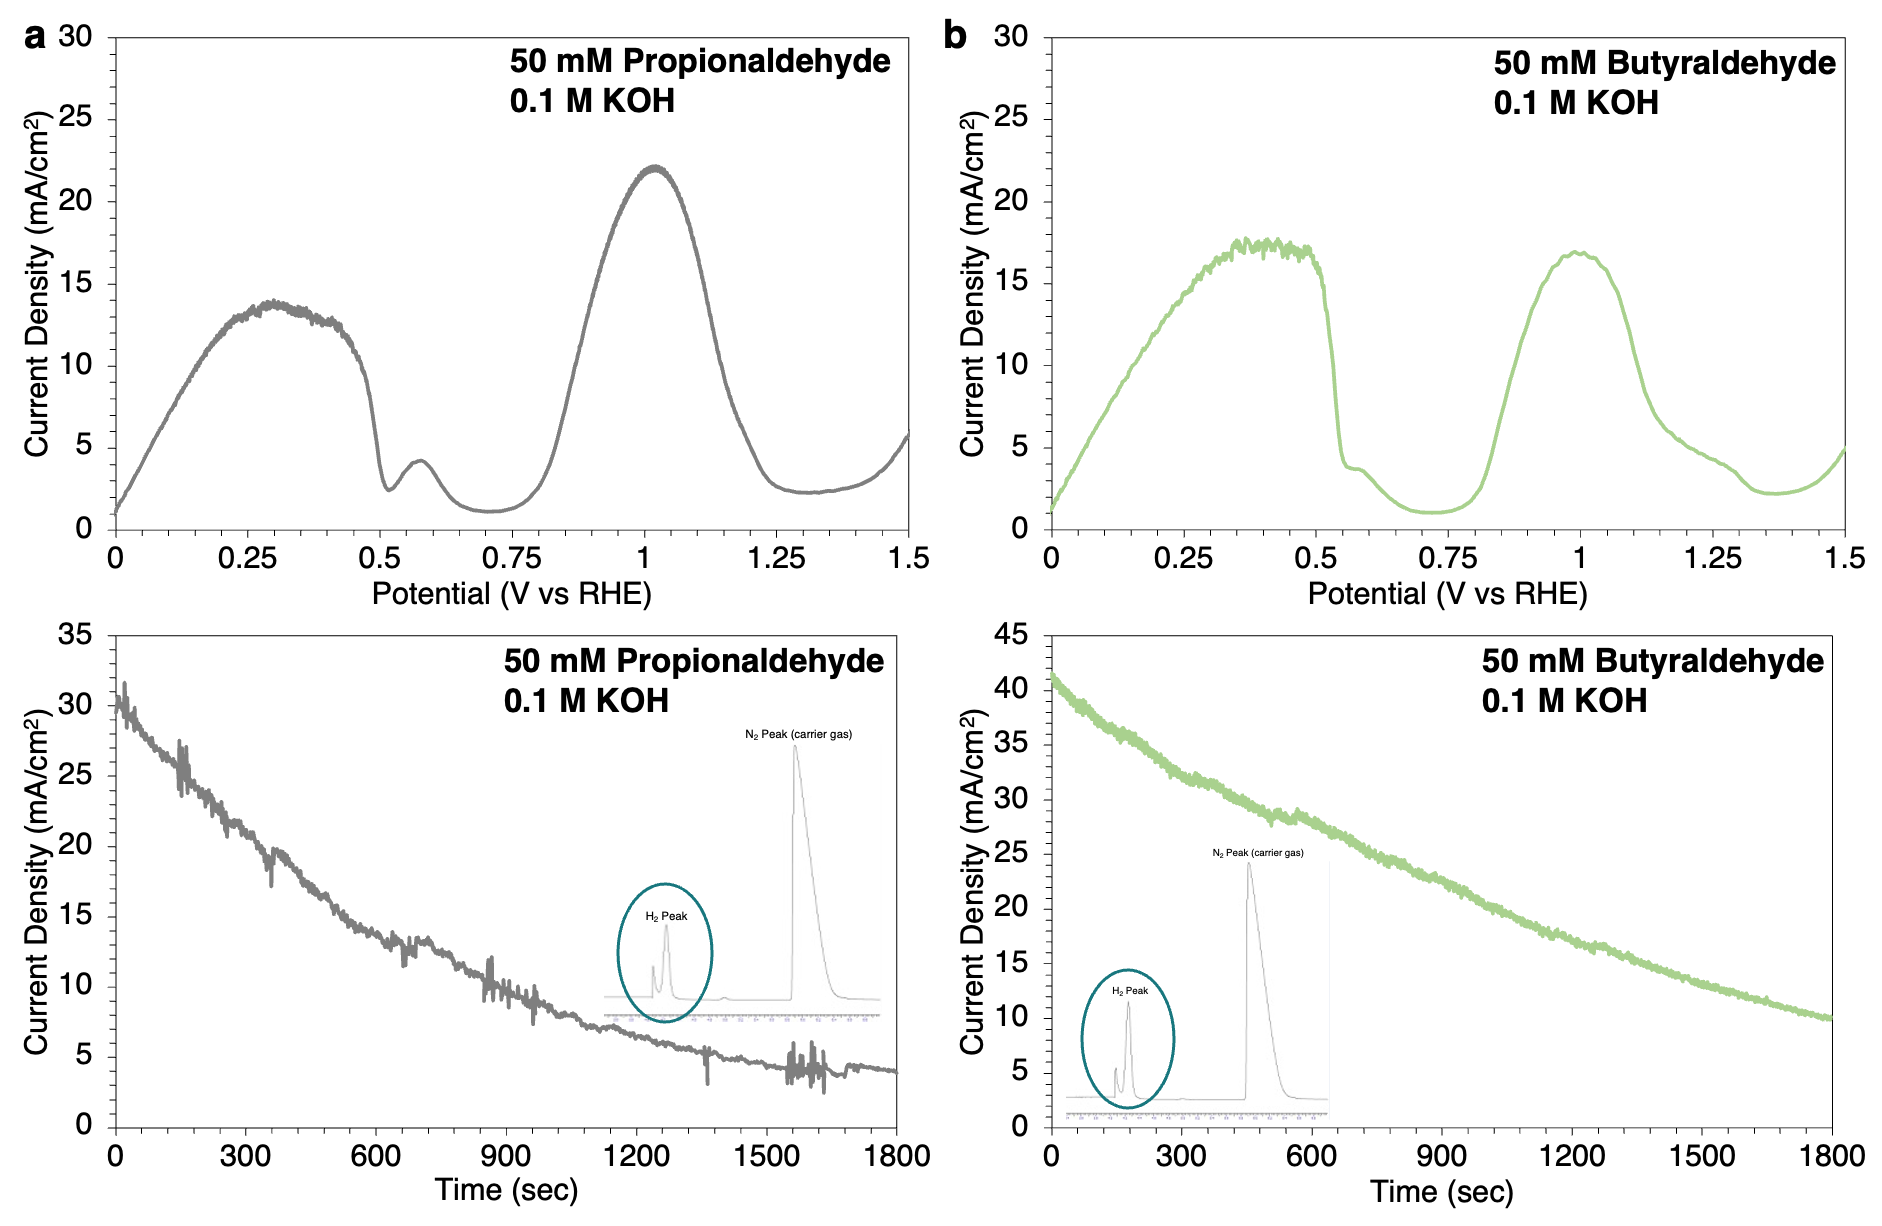 a
50 mM Propionaldehyde
0.1 M KOH
Current Density (mA/cm²)
30
25
20
15
10
5
0
0 0.25 0.5 0.75 1 1.25 1.5
Potential (V vs RHE)
b
50 mM Butyraldehyde
0.1 M KOH
Current Density (mA/cm²)
30
25
20
15
10
5
0
0 0.25 0.5 0.75 1 1.25 1.5
Potential (V vs RHE)
50 mM Propionaldehyde
0.1 M KOH
Current Density (mA/cm²)
35
30
25
20
15
10
5
0
N₂ Peak (carrier gas)
H₂ Peak
0 300 600 900 1200 1500 1800
Time (sec)
50 mM Butyraldehyde
0.1 M KOH
Current Density (mA/cm²)
45
40
35
30
25
20
15
10
5
0
N₂ Peak (carrier gas)
H₂ Peak
0 300 600 900 1200 1500 1800
Time (sec)